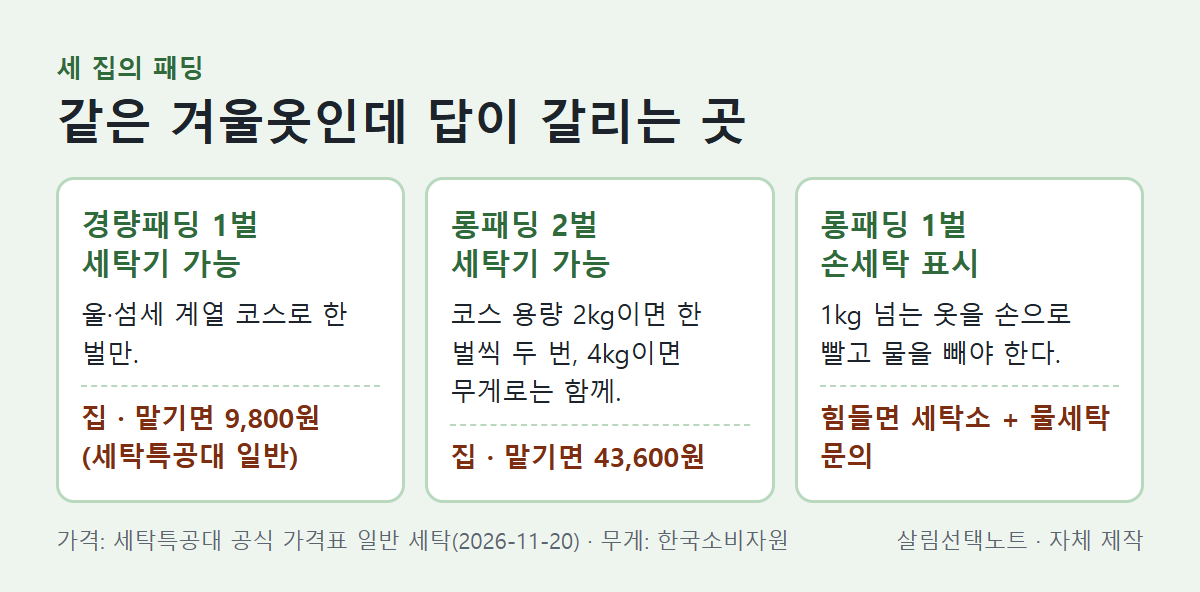 세 집의 패딩
같은 겨울옷인데 답이 갈리는 곳
경량패딩 1벌
세탁기 가능
울·섬세 계열 코스로 한
벌만.
집 · 맡기면 9,800원
(세탁특공대 일반)
롱패딩 2벌
세탁기 가능
코스 용량 2kg이면 한
벌씩 두 번, 4kg이면
무게로는 함께.
집 · 맡기면 43,600원
롱패딩 1벌
손세탁 표시
1kg 넘는 옷을 손으로
빨고 물을 빼야 한다.
힘들면 세탁소 + 물세탁
문의
가격: 세탁특공대 공식 가격표 일반 세탁(2026-11-20) · 무게: 한국소비자원
살림선택노트 · 자체 제작